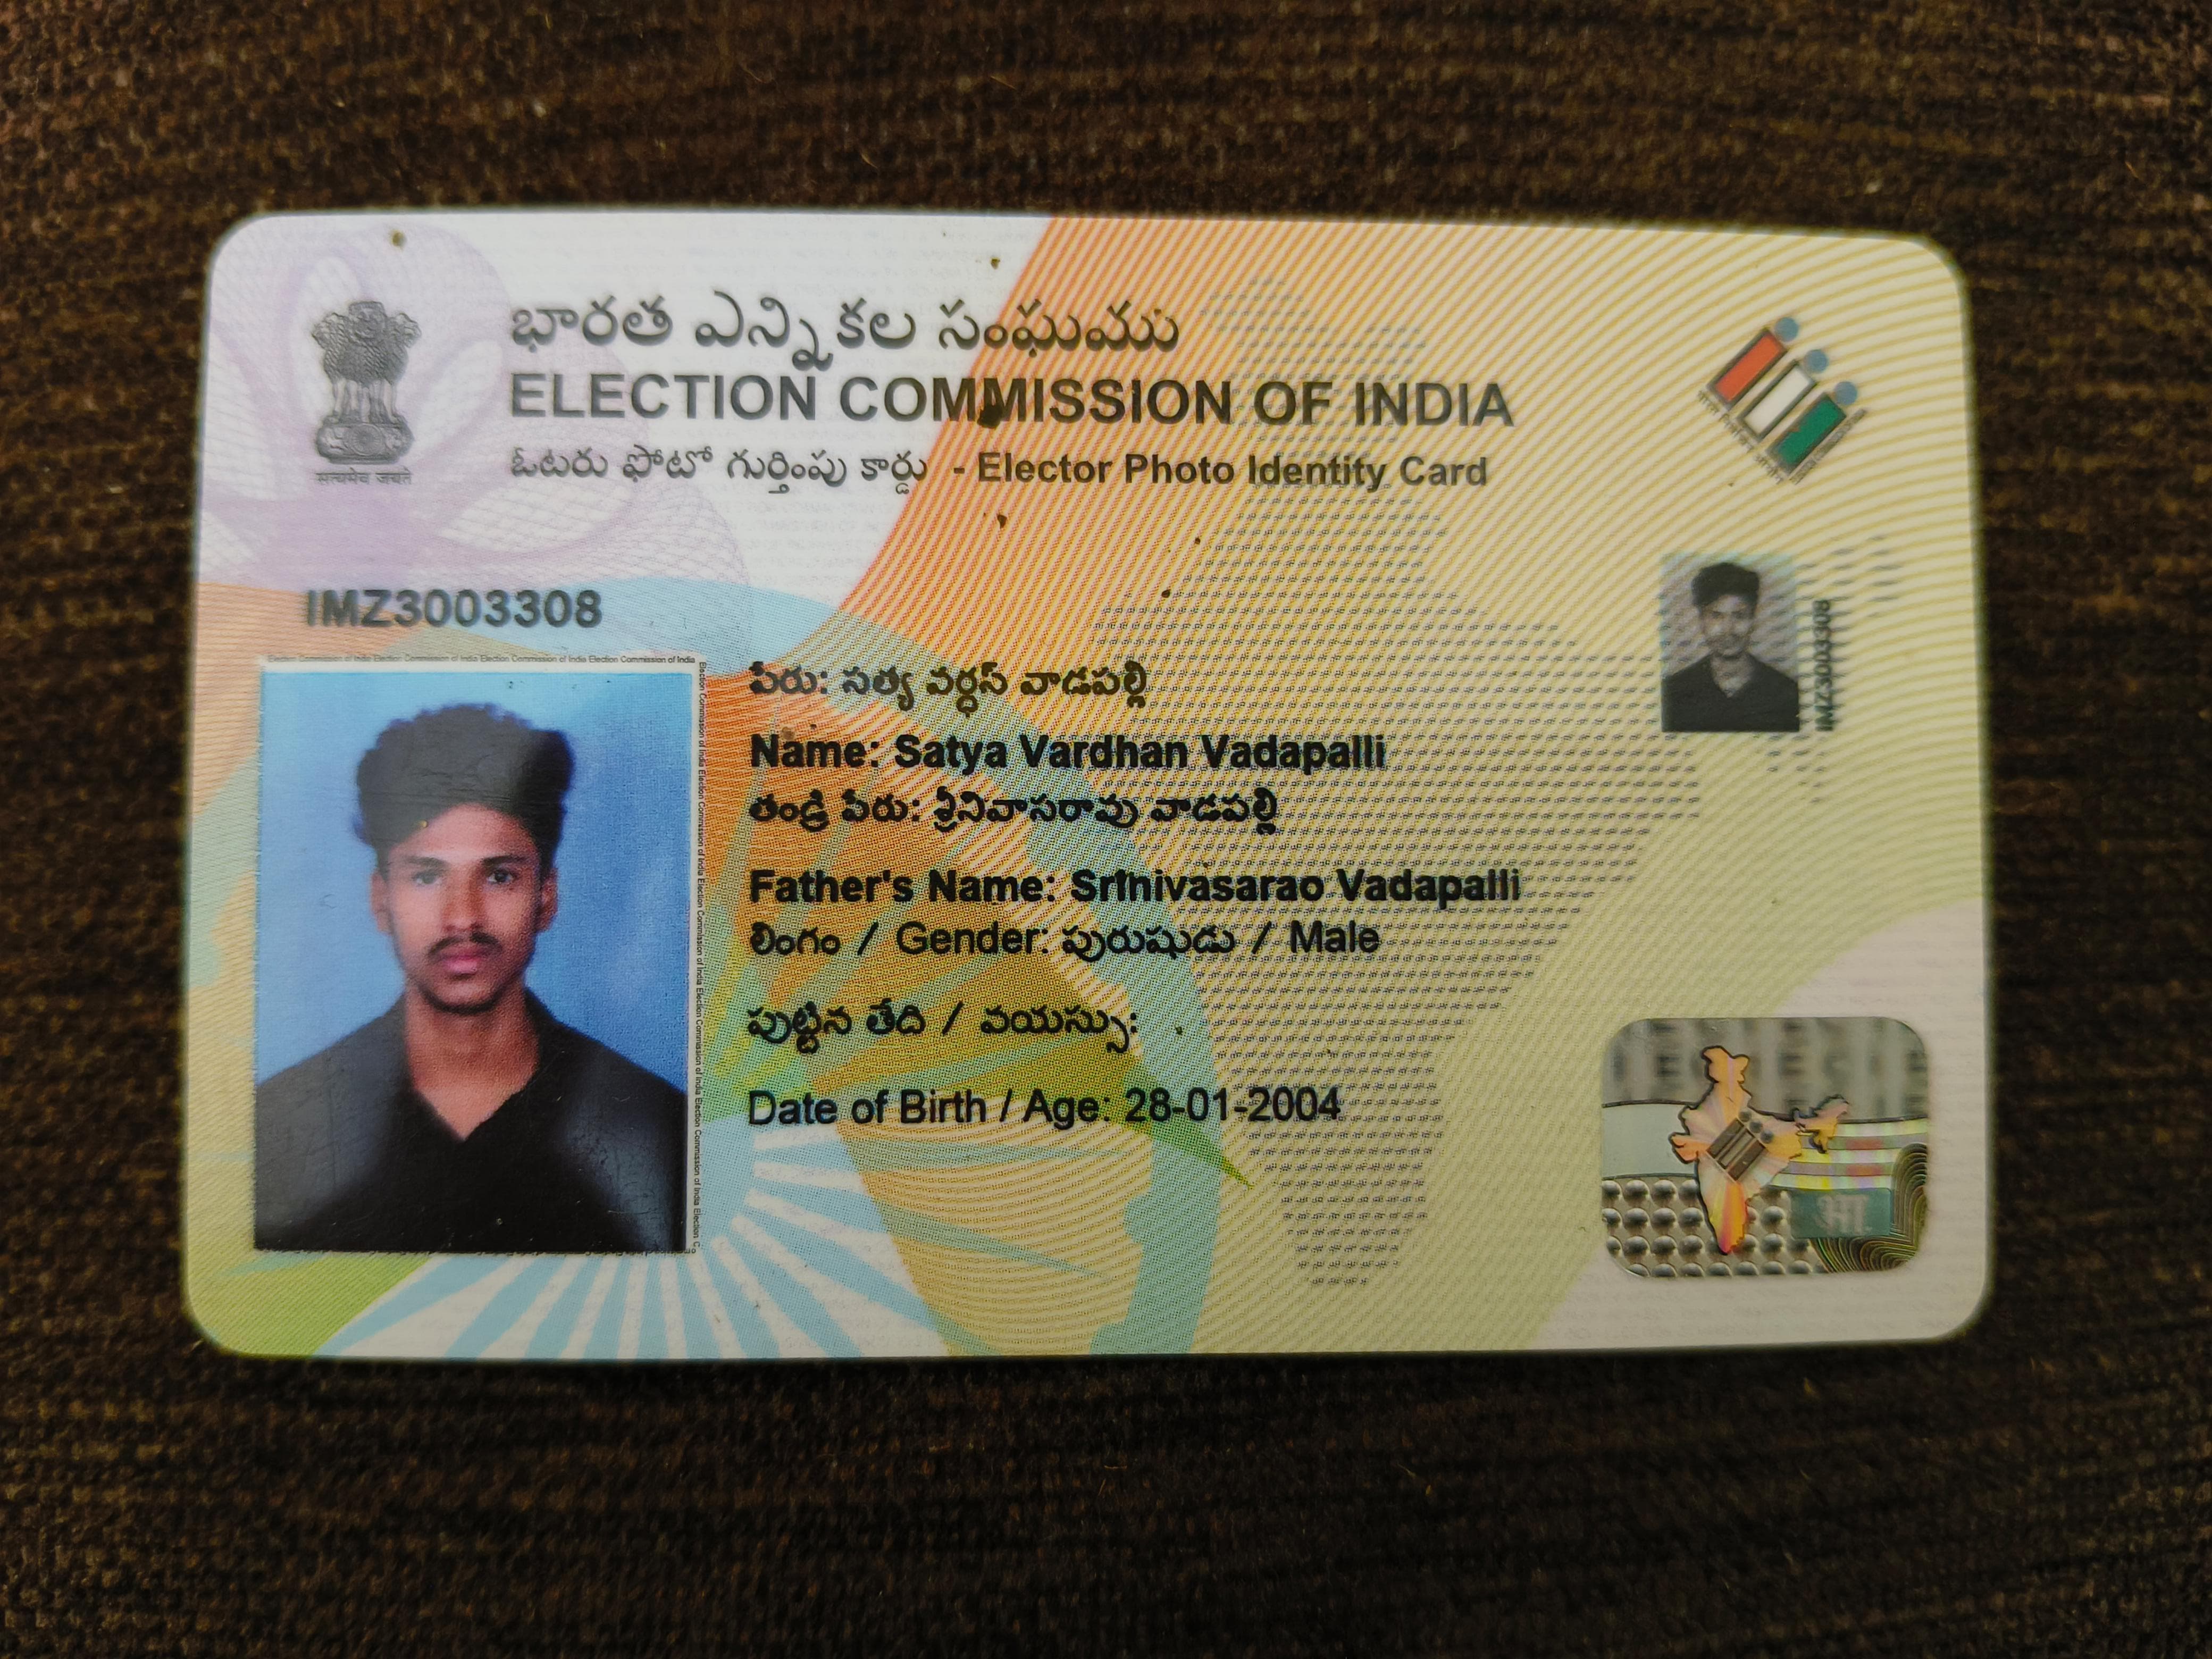 భారత ఎన్నికల సంఘము
ELECTION COMMISSION OF INDIA
ఓటరు ఫోటో గుర్తింపు కార్డు - Elector Photo Identity Card
सत्यमेव जयते
IMZ3003308
Election Commission of India Election Commission of India Election Commission of India Election Commission of India
IMZ3003308
పేరు: సత్య వర్ధన్ వాడపల్లి
Name: Satya Vardhan Vadapalli
తండ్రి పేరు: శ్రీనివాసరావు వాడపల్లి
Father's Name: Srinivasarao Vadapalli
లింగం / Gender: పురుషుడు / Male
పుట్టిన తేది / వయస్సు:
Date of Birth / Age: 28-01-2004
भा